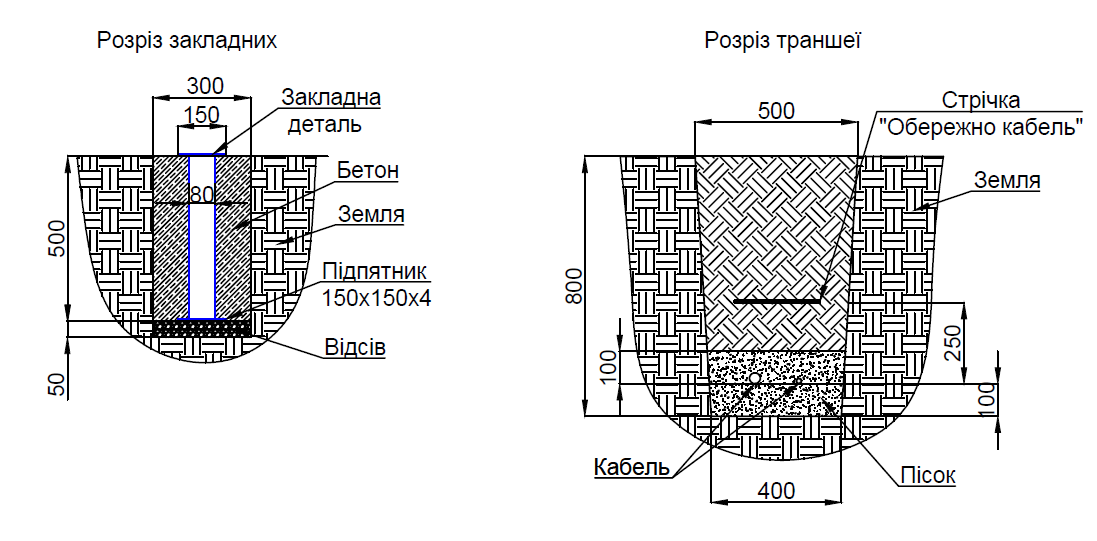 Розріз закладних
300
150
Закладна
деталь
Бетон
80
Земля
500
Підпятник
150х150х4
Відсів
50
Розріз траншеї
500
Стрічка
"Обережно кабель"
Земля
800
250
100
100
Кабель
Пісок
400